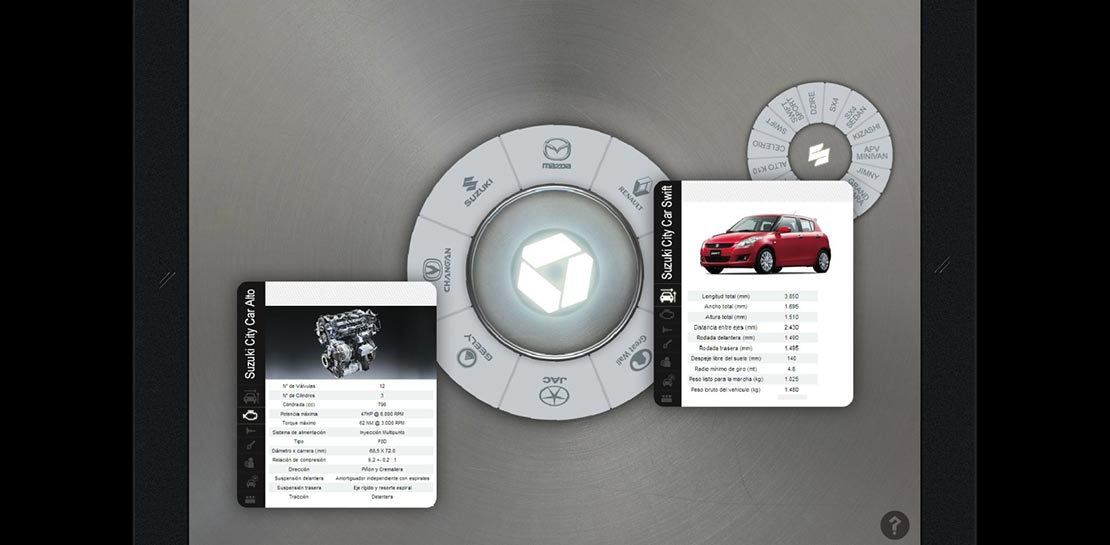 mazda
RENAULT
SUZUKI
CHANGAN
GEELY
JAC
Great Wall
SWIFT SPORT
DZIRE
SX4
SX4 SEDAN
KIZASHI
APV MINIVAN
JIMNY
GRAND
SWIFT
CELERIO
ALTO K10
Suzuki City Car Swift
Longitud total (mm) 3.850
Ancho total (mm) 1.695
Altura total (mm) 1.510
Distancia entre ejes (mm) 2.430
Rodada delantera (mm) 1.490
Rodada trasera (mm) 1.495
Despeje libre del suelo (mm) 140
Radio mínimo de giro (mt) 4.8
Peso listo para la marcha (kg) 1.025
Peso bruto del vehículo (kg) 1.480
Suzuki City Car Alto
N° de Válvulas 12
N° de Cilindros 3
Cilindrada (cc) 796
Potencia máxima 47HP @ 6.000 RPM
Torque máximo 62 NM @ 3.000 RPM
Sistema de alimentación Inyección Multipunto
Tipo F8D
Diámetro x carrera (mm) 68,5 X 72,0
Relación de compresión 9,2 +- 0,2 : 1
Dirección Piñón y Cremallera
Suspensión delantera Amortiguador independiente con espirales
Suspensión trasera Eje rígido y resorte espiral
Tracción Delantera
?